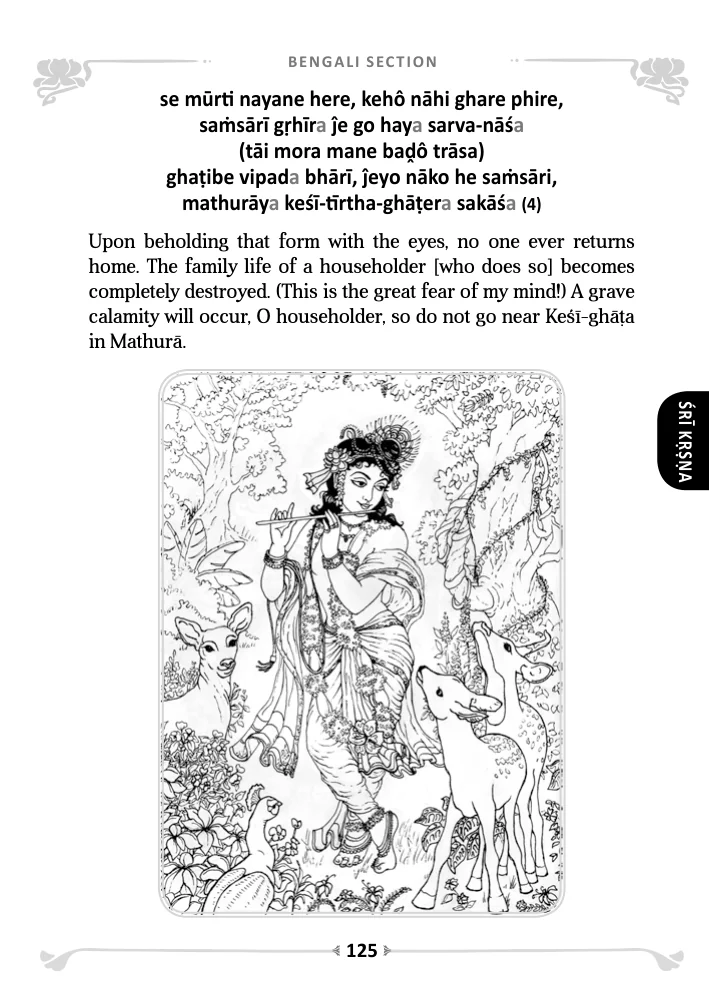 BENGALI SECTION
se mūrti nayane here, kehô nāhi ghare phire,
saṁsārī gṛhīra ĵe go haya sarva-nāśa
(tāi mora mane baḓô trāsa)
ghaṭibe vipada bhārī, ĵeyo nāko he saṁsāri,
mathurāya keśī-tīrtha-ghāṭera sakāśa (4)
Upon beholding that form with the eyes, no one ever returns
home. The family life of a householder [who does so] becomes
completely destroyed. (This is the great fear of my mind!) A grave
calamity will occur, O householder, so do not go near Keśī-ghāṭa
in Mathurā.
ŚRĪ KṚṢṆA
125